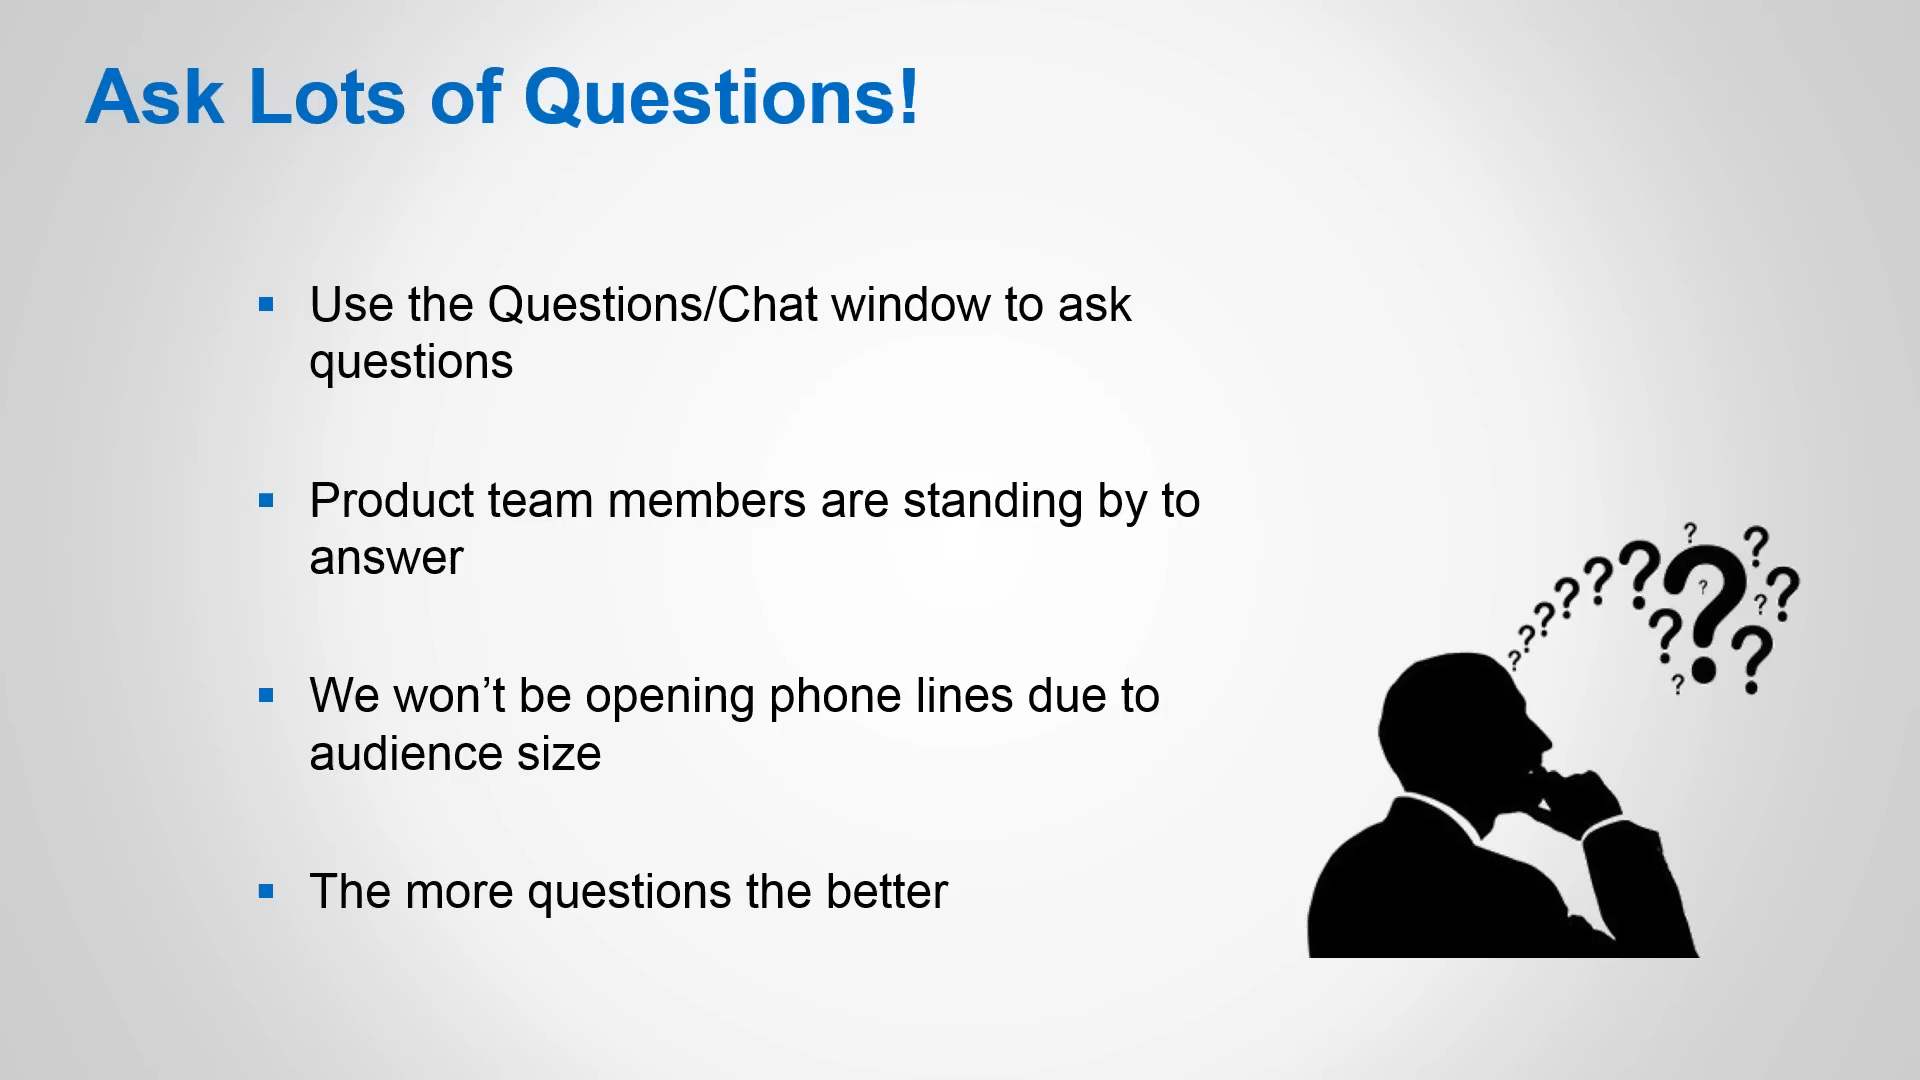 Ask Lots of Questions!
▪ Use the Questions/Chat window to ask
questions
▪ Product team members are standing by to
answer
▪ We won’t be opening phone lines due to
audience size
▪ The more questions the better
? ? ? ? ? ? ? ? ? ? ? ? ? ? ? ?